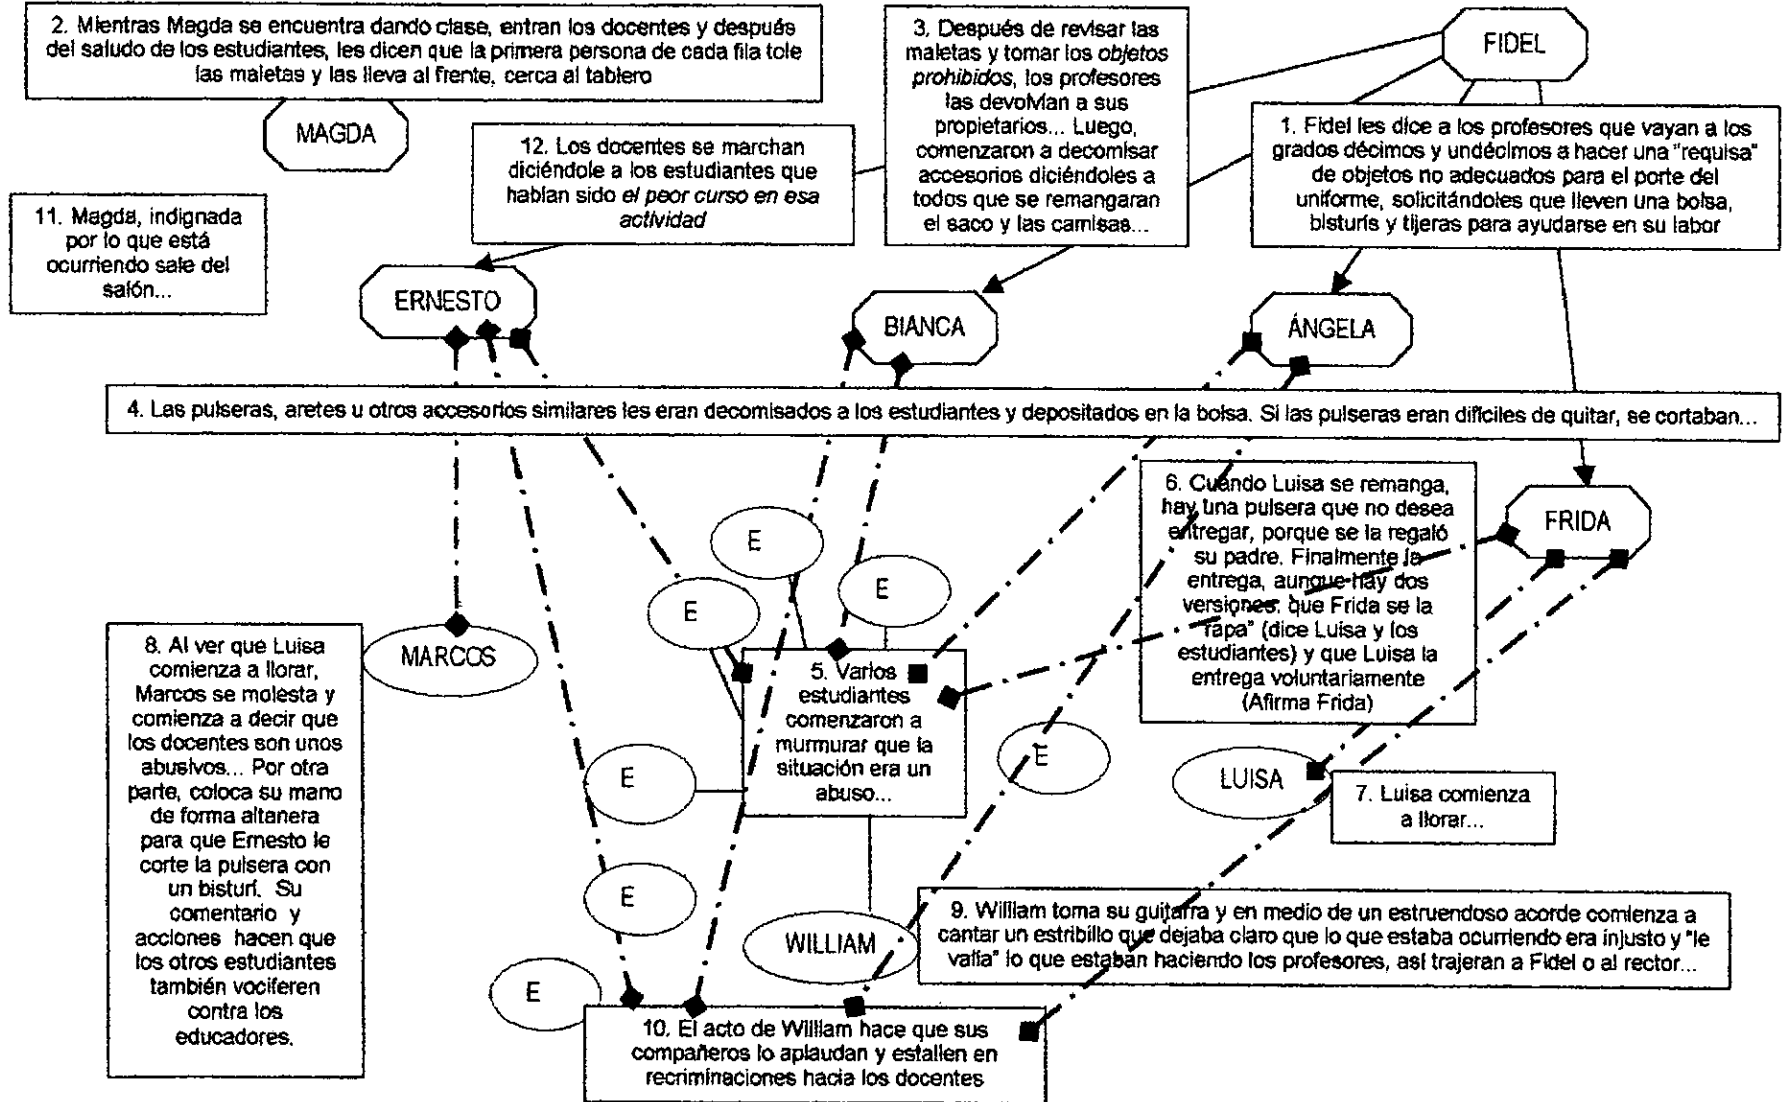 2. Mientras Magda se encuentra dando clase, entran los docentes y después
del saludo de los estudiantes, les dicen que la primera persona de cada fila tole
las maletas y las lleva al frente, cerca al tablero
MAGDA
3. Después de revisar las
maletas y tomar los objetos
prohibidos, los profesores
las devoMan a sus
propietarios... Luego,
comenzaron a decomisar
accesorios diciéndoles a
todos que se remangaran
el saco y las camisas...
FIDEL
1. Fidel les dice a los profesores que vayan a los
grados décimos y undécimos a hacer una "requisa"
de objetos no adecuados para el porte del
uniforme, solicitándoles que lleven una bolsa,
bisturís y tijeras para ayudarse en su labor
12. Los docentes se marchan
diciéndole a los estudiantes que
habían sido el peor curso en esa
actividad
11. Magda, indignada
por lo que está
ocurriendo sale del
salón...
ERNESTO
BIANCA
ÁNGELA
4. Las pulseras, aretes u otros accesorios similares les eran decomisados a los estudiantes y depositados en la bolsa. Si las pulseras eran difíciles de quitar, se cortaban...
6. Cuando Luisa se remanga,
hay una pulsera que no desea
entregar, porque se la regaló
su padre. Finalmente la
entrega, aunque hay dos
versiones: que Frida se la
"rapa" (dice Luisa y los
estudiantes) y que Luisa la
entrega voluntariamente
(Afirma Frida)
FRIDA
E
E
E
8. Al ver que Luisa
comienza a llorar,
Marcos se molesta y
comienza a decir que
los docentes son unos
abusivos... Por otra
parte, coloca su mano
de forma altanera
para que Ernesto le
corte la pulsera con
un bisturí. Su
comentario y
acciones hacen que
los otros estudiantes
también vociferen
contra los
educadores.
MARCOS
5. Varios
estudiantes
comenzaron a
murmurar que la
situación era un
abuso...
E
E
LUISA
7. Luisa comienza
a llorar...
E
WILLIAM
9. William toma su guitarra y en medio de un estruendoso acorde comienza a
cantar un estribillo que dejaba claro que lo que estaba ocurriendo era injusto y "le
valía" lo que estaban haciendo los profesores, así trajeran a Fidel o al rector...
E
10. El acto de William hace que sus
compañeros lo aplaudan y estallen en
recriminaciones hacia los docentes